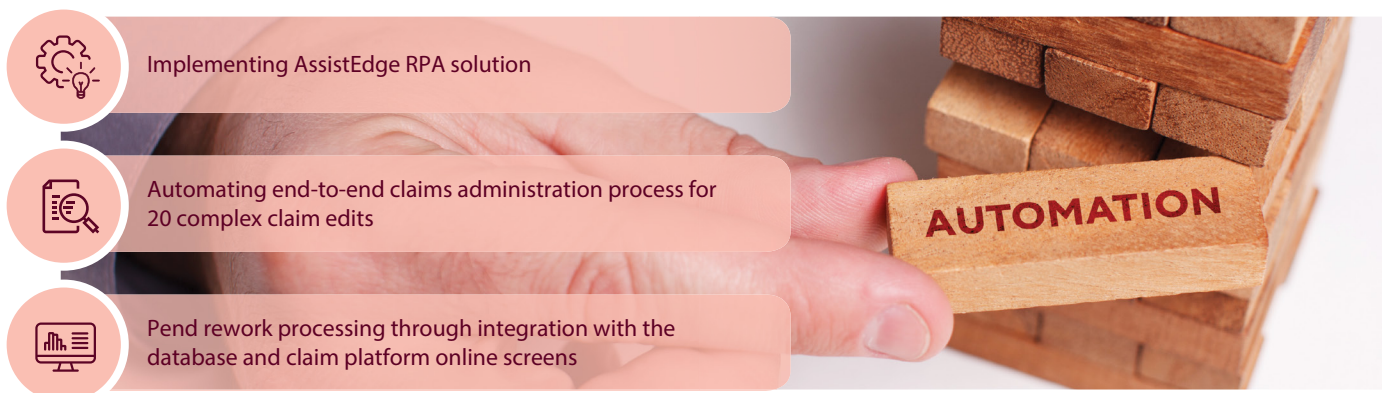 Implementing AssistEdge RPA solution
Automating end-to-end claims administration process for
20 complex claim edits
Pend rework processing through integration with the
database and claim platform online screens
AUTOMATION